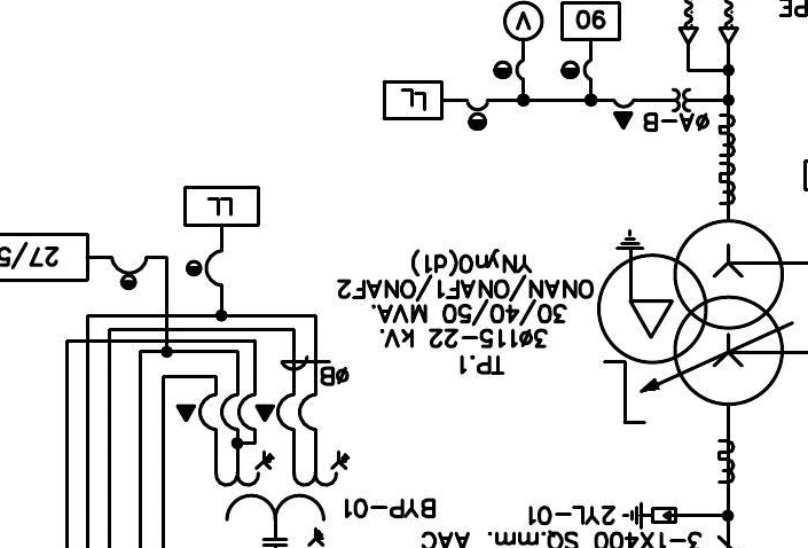 3-1X400 SQ.mm. AAC
2YL-01
BYP-01
øB
TP.1
3ø115-22 kV.
30/40/50 MVA.
ONAN/ONAF1/ONAF2
YNyn0(d1)
27/5
LL
øA-B
LL
90
V
PE